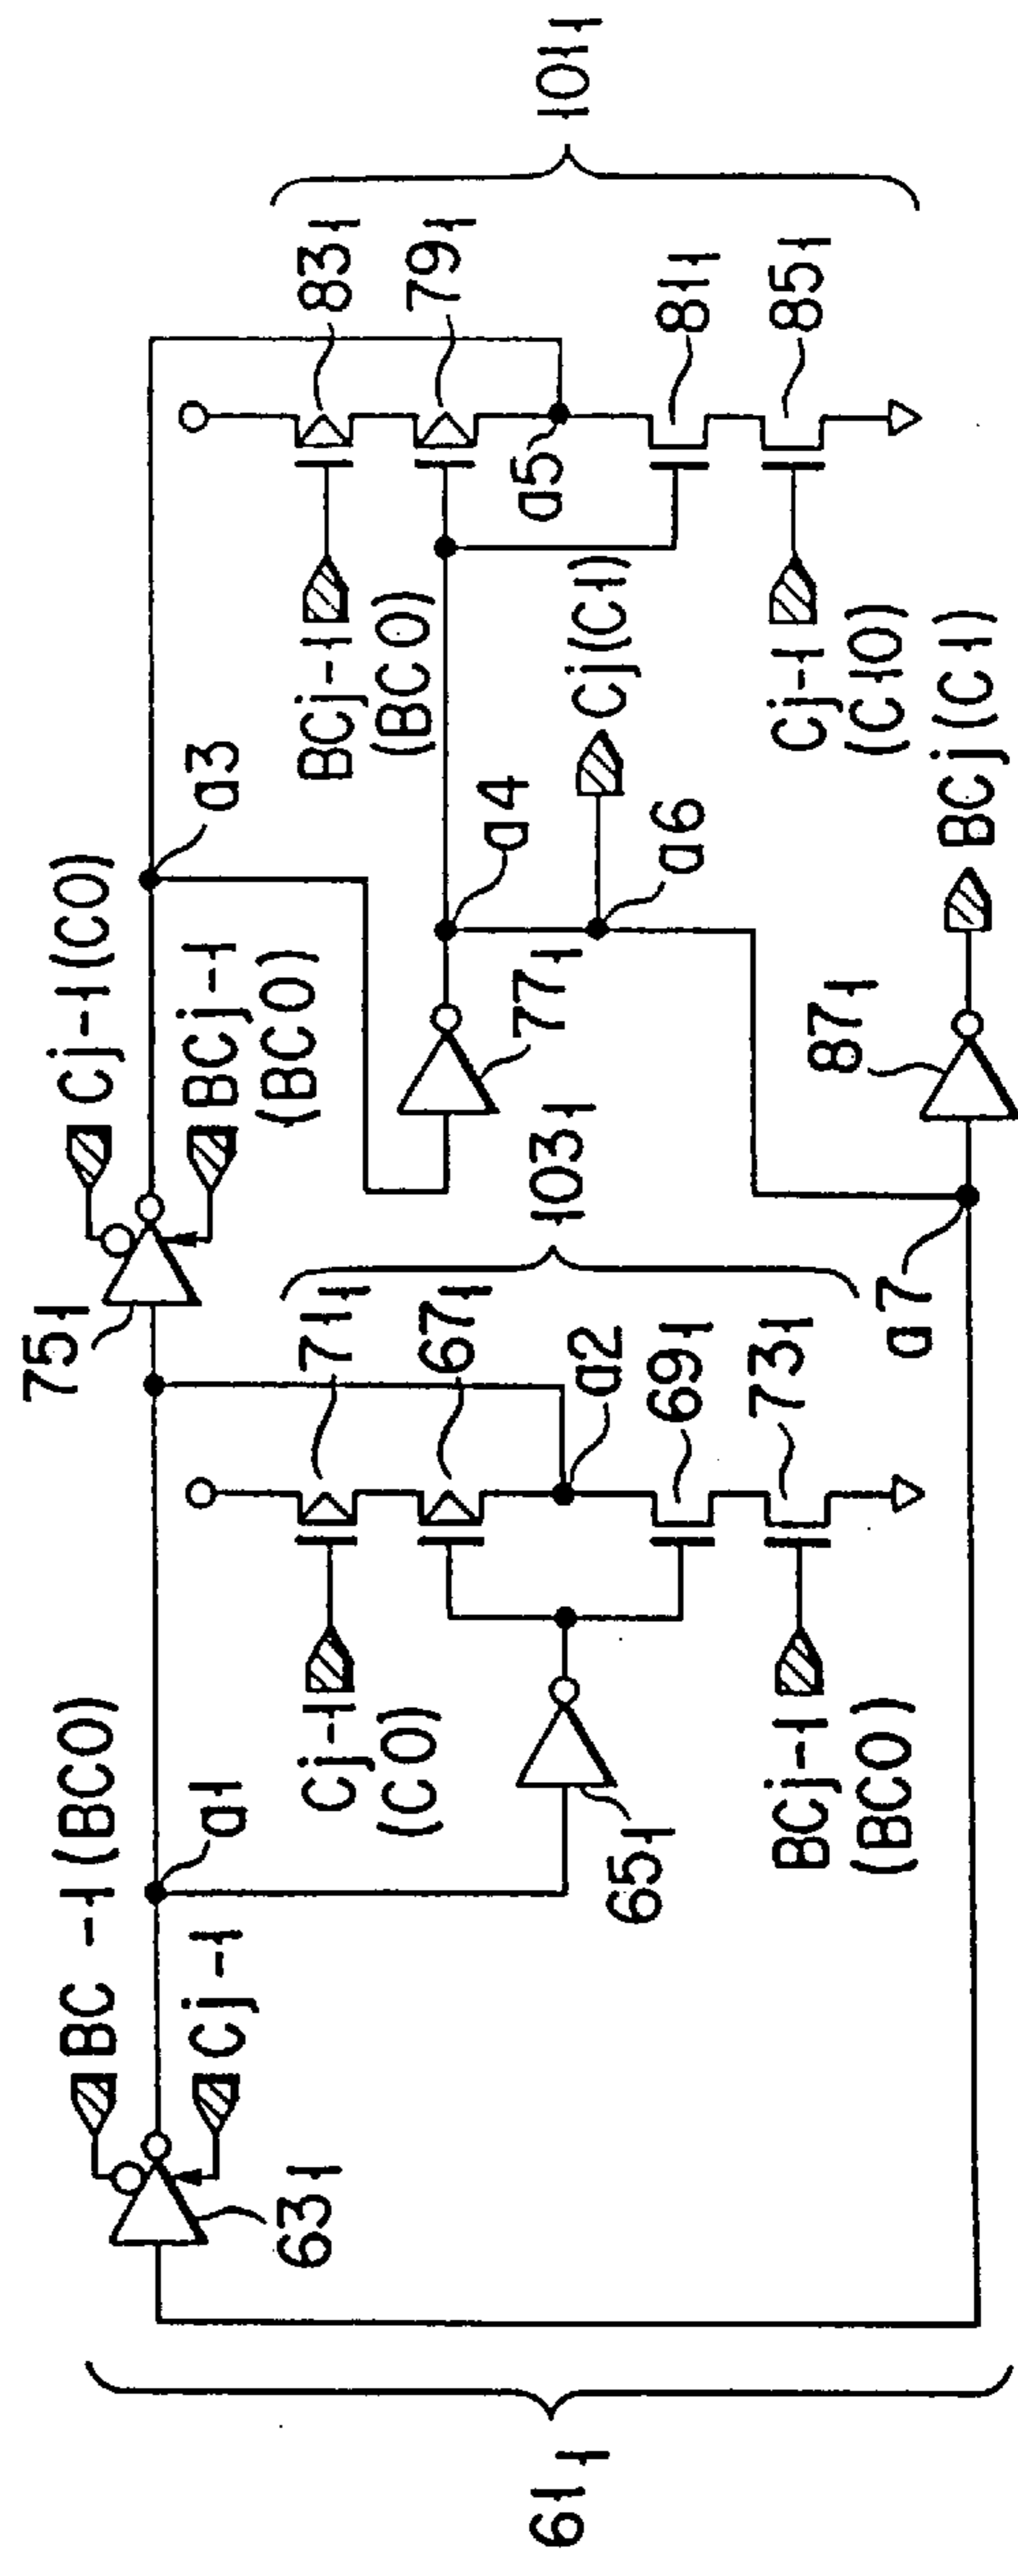 61₁
BC -1(BC0)
Cj-1
63₁
a1
65₁
Cj-1
(C0)
BCj-1
(BC0)
71₁
67₁
a2
69₁
73₁
103₁
75₁
Cj-1(C0)
BCj-1
(BC0)
a3
77₁
a4
a6
a7
87₁
Cj(C1)
BCj(C1)
BCj-1
(BC0)
Cj-1
(C10)
a5
83₁
79₁
81₁
85₁
101₁